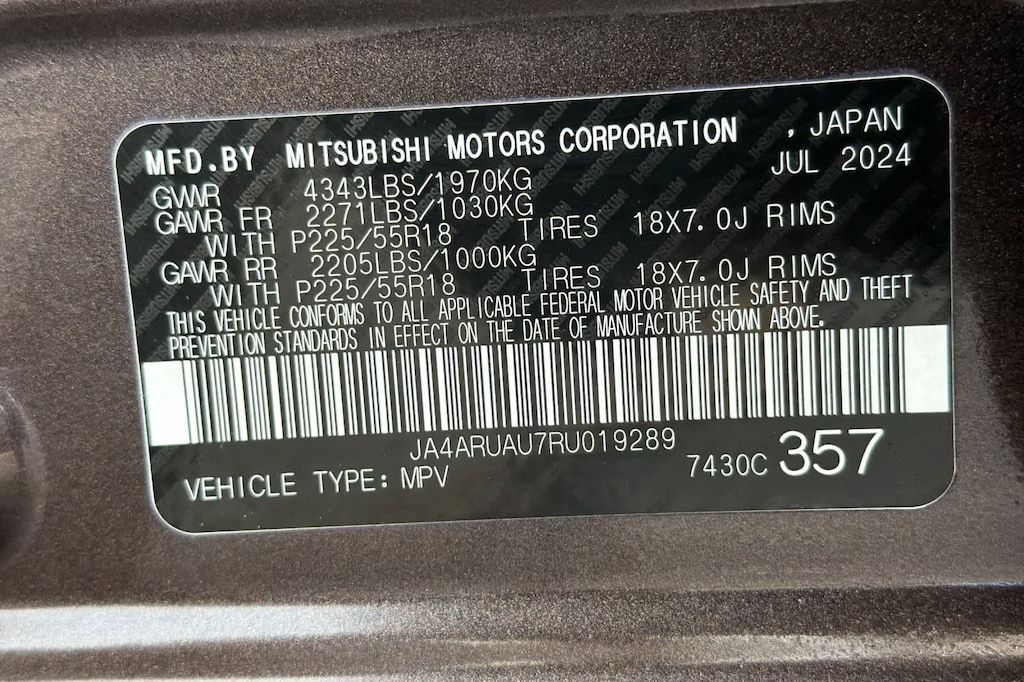 MFD.BY MITSUBISHI MOTORS CORPORATION , JAPAN
JUL 2024
GVWR 4343LBS/1970KG
GAWR FR 2271LBS/1030KG
WITH P225/55R18 TIRES 18X7.0J RIMS
GAWR RR 2205LBS/1000KG
WITH P225/55R18 TIRES 18X7.0J RIMS
THIS VEHICLE CONFORMS TO ALL APPLICABLE FEDERAL MOTOR VEHICLE SAFETY AND THEFT
PREVENTION STANDARDS IN EFFECT ON THE DATE OF MANUFACTURE SHOWN ABOVE.
JA4ARUAU7RU019289
VEHICLE TYPE: MPV 7430C 357